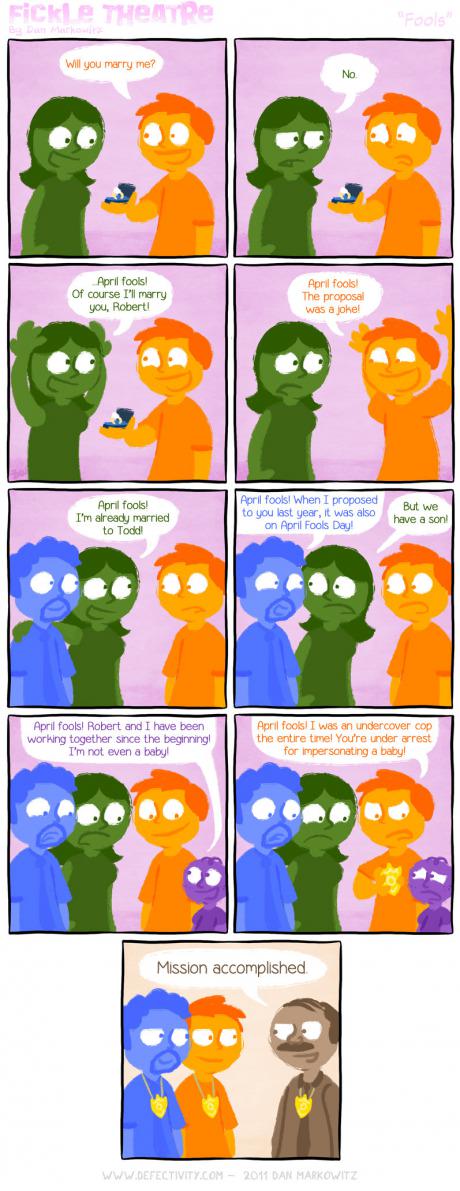 FiCKLE THEATRE
By Dan Markowitz
"Fools"
Will you marry me?
No.
...April fools!
Of course I'll marry
you, Robert!
April fools!
The proposal
was a joke!
April fools!
I'm already married
to Todd!
April fools! When I proposed
to you last year, it was also
on April Fools Day!
But we
have a son!
April fools! Robert and I have been
working together since the beginning!
I'm not even a baby!
April fools! I was an undercover cop
the entire time! You're under arrest
for impersonating a baby!
Mission accomplished.
WWW.DEFECTIVITY.COM – 2011 DAN MARKOWITZ